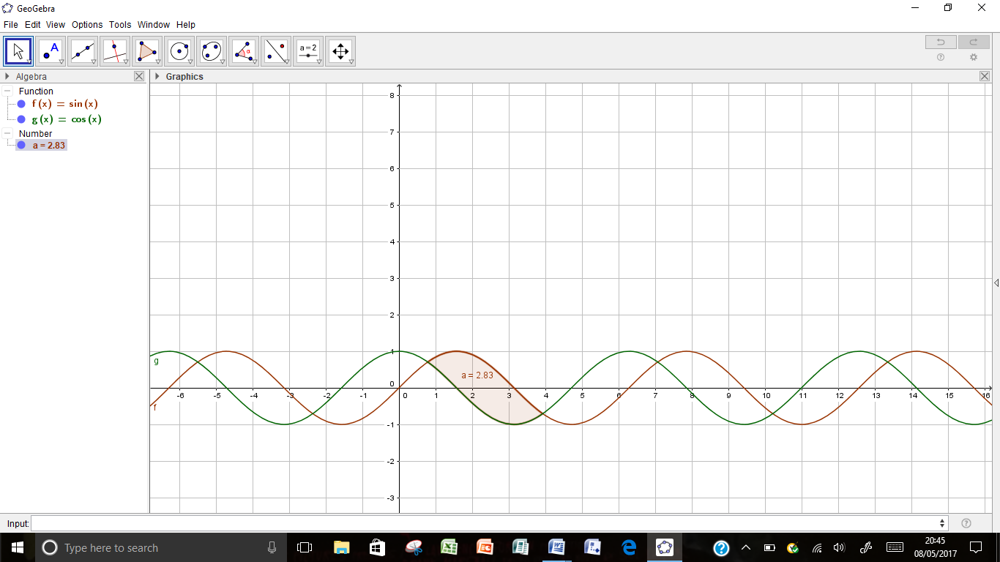 GeoGebra
File Edit View Options Tools Window Help
A
α
a = 2
Algebra
Graphics
Function
f (x) = sin (x)
g (x) = cos (x)
Number
a = 2.83
8
7
6
5
4
3
2
1
0
-1
-2
-3
-6 -5 -4 -3 -2 -1 0 1 2 3 4 5 6 7 8 9 10 11 12 13 14 15 16
g
f
a = 2.83
Input:
Type here to search
20:45
08/05/2017